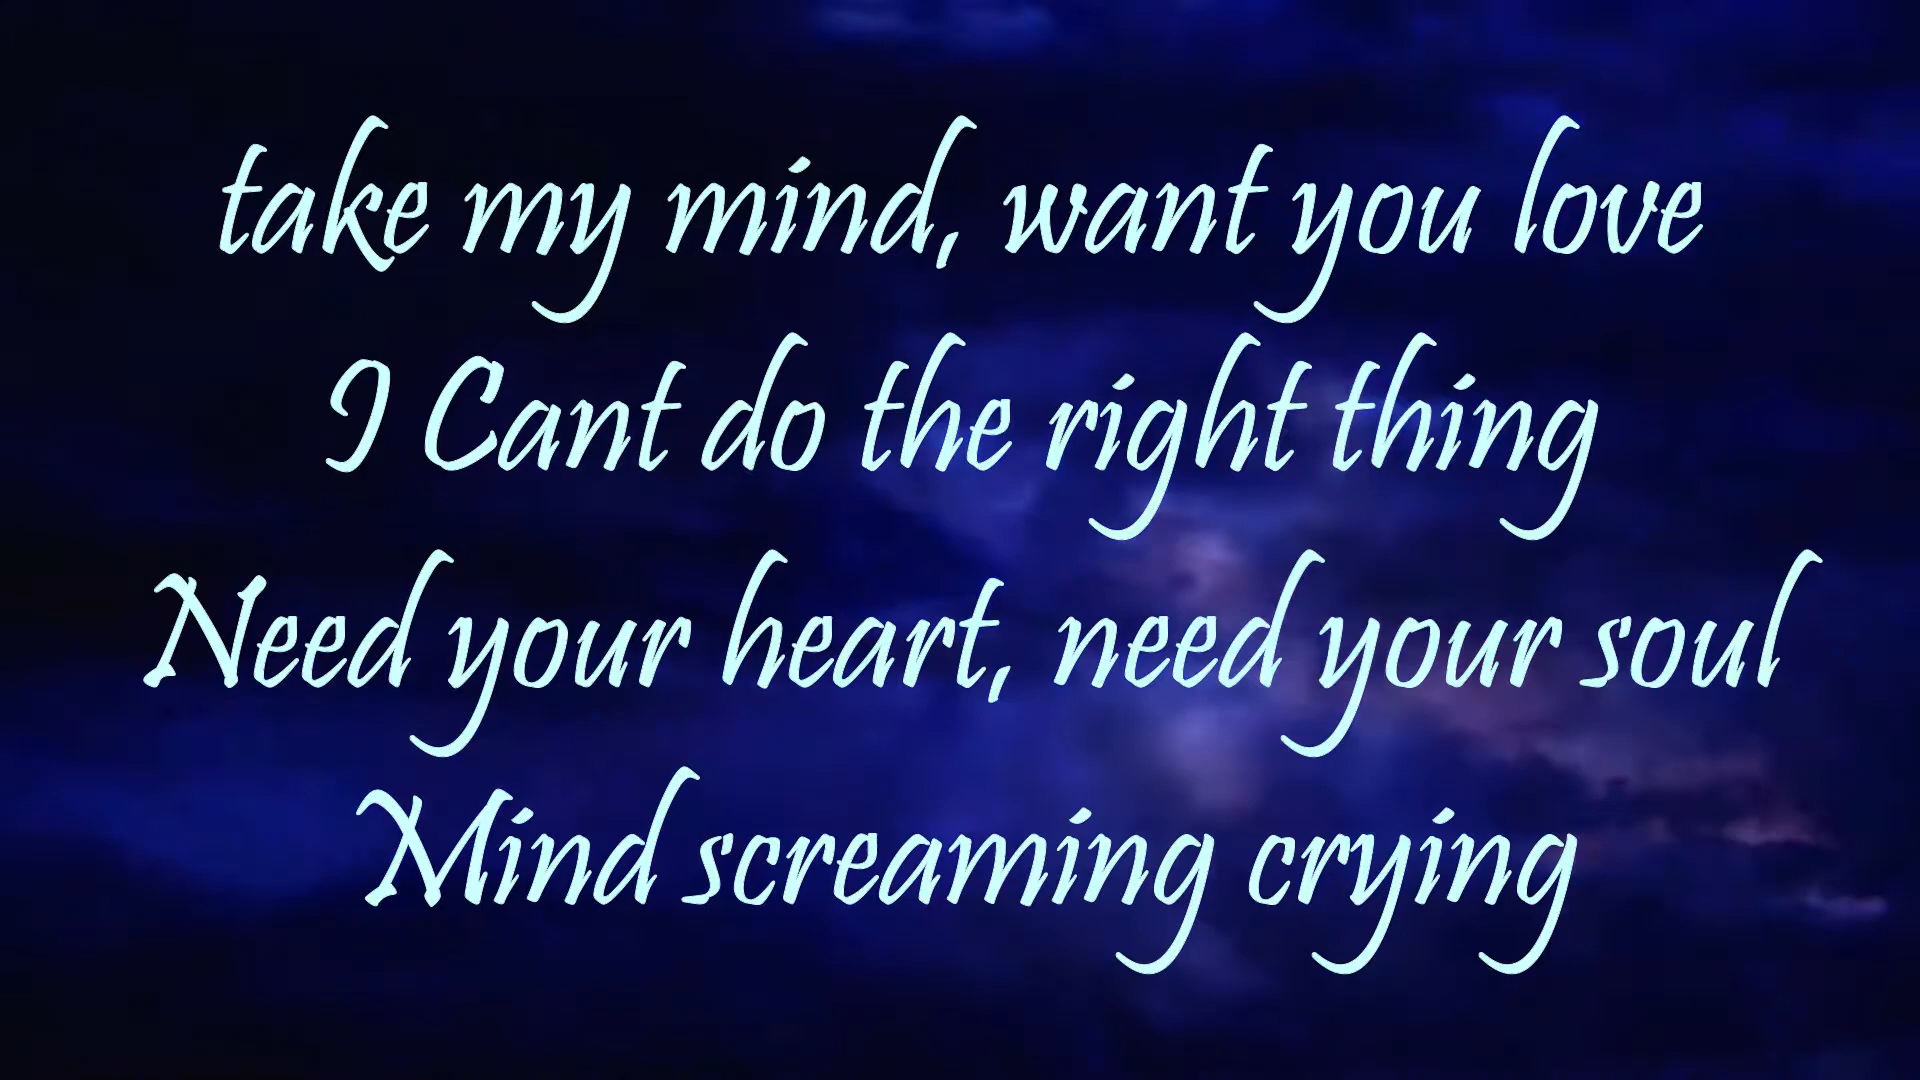 take my mind, want you love
I Cant do the right thing
Need your heart, need your soul
Mind screaming crying